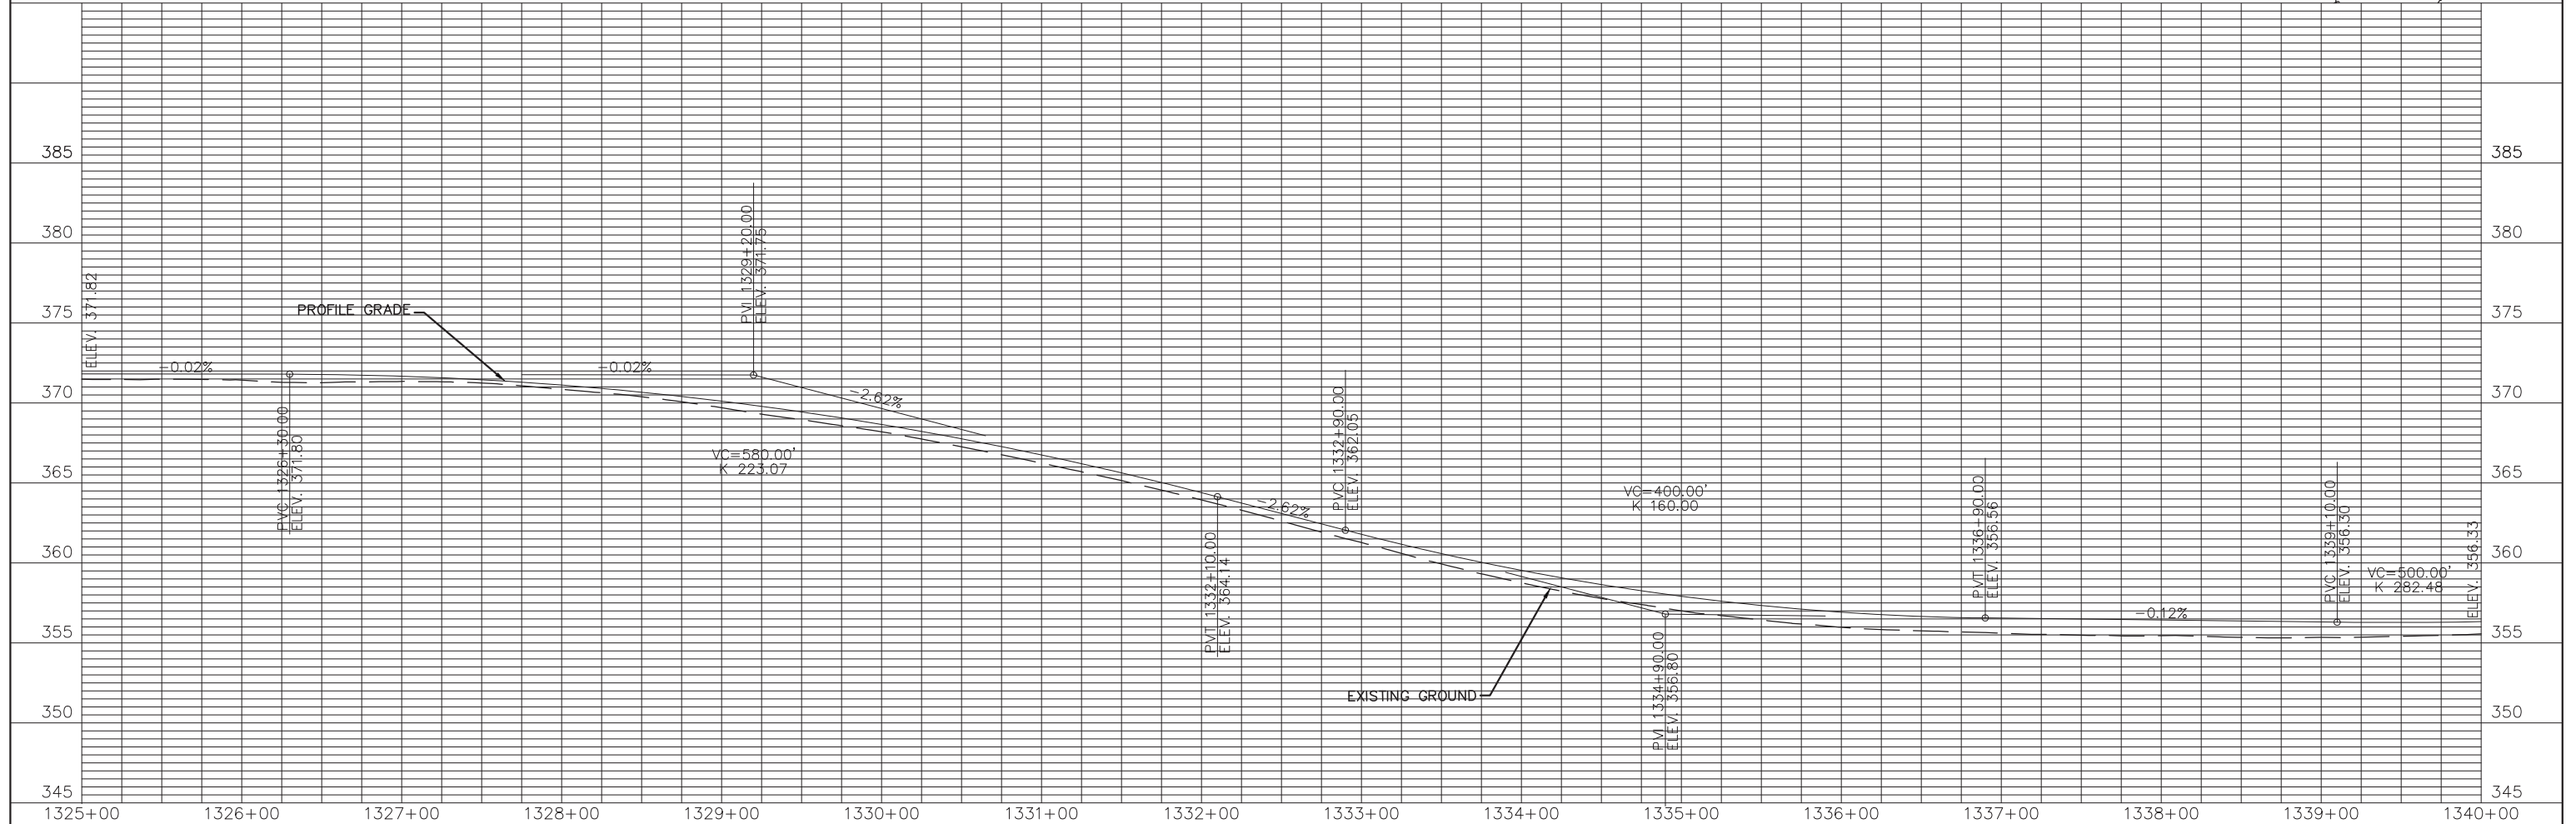 385
385
380
380
375
375
370
370
365
365
360
360
355
355
350
350
345
345
ELEV. 371.82
PROFILE GRADE
-0.02%
PVC 1326+30.00
ELEV. 371.80
-0.02%
PVI 1329+20.00
ELEV. 371.75
-2.62%
VC=580.00'
K 223.07
PVT 1332+10.00
ELEV. 364.14
-2.62%
PVC 1332+90.00
ELEV. 362.05
VC=400.00'
K 160.00
EXISTING GROUND
PVI 1334+90.00
ELEV. 356.80
PVT 1336+90.00
ELEV. 356.56
-0.12%
PVC 1339+10.00
ELEV. 356.30
VC=500.00'
K 282.48
ELEV. 356.33
1325+00
1326+00
1327+00
1328+00
1329+00
1330+00
1331+00
1332+00
1333+00
1334+00
1335+00
1336+00
1337+00
1338+00
1339+00
1340+00